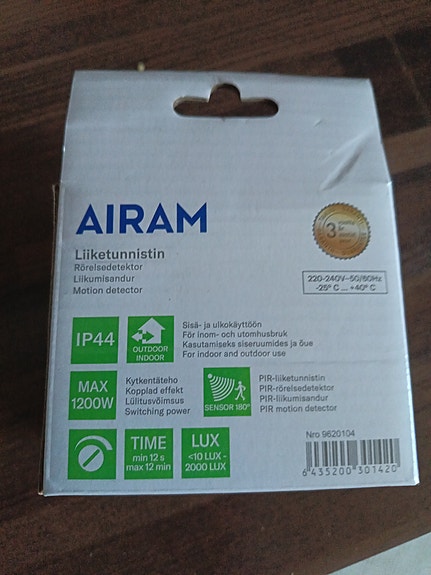 AIRAM
Liiketunnistin
Rörelsedetektor
Liikumisandur
Motion detector
3
220-240V~50/60Hz
-25° C ... +40° C
IP44
OUTDOOR
INDOOR
Sisä- ja ulkokäyttöön
För inom- och utomhusbruk
Kasutamiseks siseruumides ja õue
For indoor and outdoor use
MAX
1200W
Kytkentäteho
Kopplad effekt
Lülitusvõimsus
Switching power
SENSOR 180°
PIR-liiketunnistin
PIR-rörelsedetektor
PIR-liikumisandur
PIR motion detector
TIME
min 12 s
max 12 min
LUX
<10 LUX -
2000 LUX
Nro 9620104
6 435200 301420